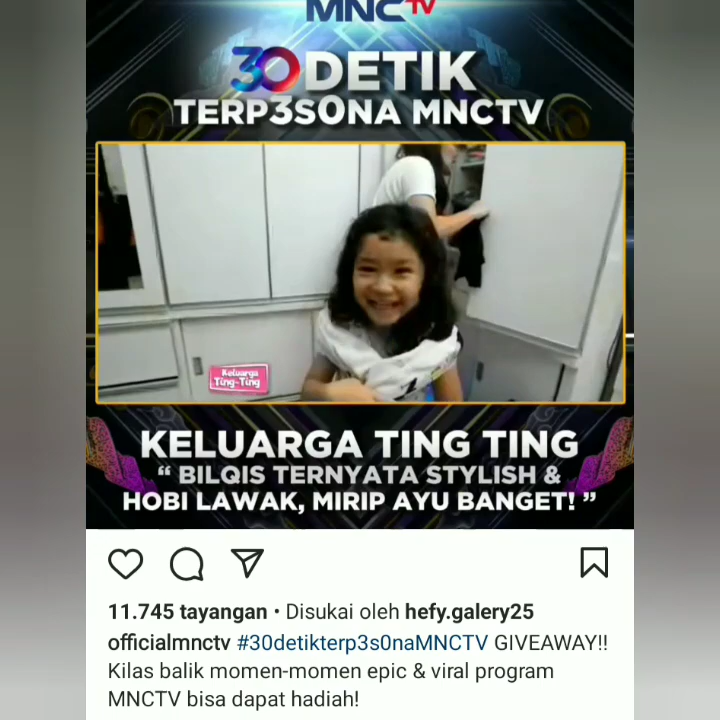 MNCTV
30 DETIK
TERP3S0NA MNCTV
Keluarga
Ting-Ting
KELUARGA TING TING
“ BILQIS TERNYATA STYLISH &
HOBI LAWAK, MIRIP AYU BANGET! ”
11.745 tayangan • Disukai oleh hefy.galery25
officialmnctv #30detikterp3s0naMNCTV GIVEAWAY!!
Kilas balik momen-momen epic & viral program
MNCTV bisa dapat hadiah!